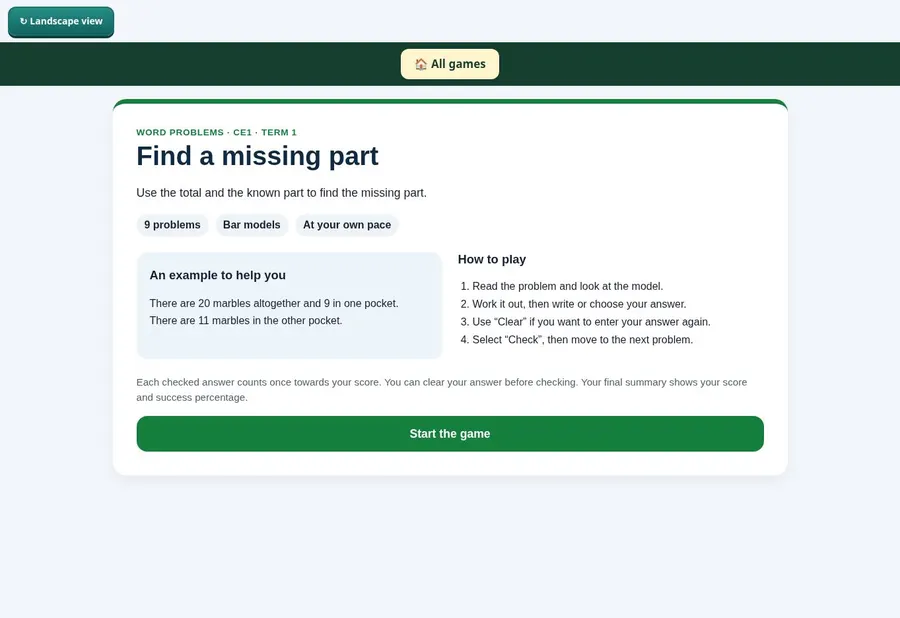 ↻ Landscape view
🏠 All games
WORD PROBLEMS · CE1 · TERM 1
Find a missing part
Use the total and the known part to find the missing part.
9 problems
Bar models
At your own pace
An example to help you
There are 20 marbles altogether and 9 in one pocket.
There are 11 marbles in the other pocket.
How to play
1. Read the problem and look at the model.
2. Work it out, then write or choose your answer.
3. Use “Clear” if you want to enter your answer again.
4. Select “Check”, then move to the next problem.
Each checked answer counts once towards your score. You can clear your answer before checking. Your final summary shows your score
and success percentage.
Start the game